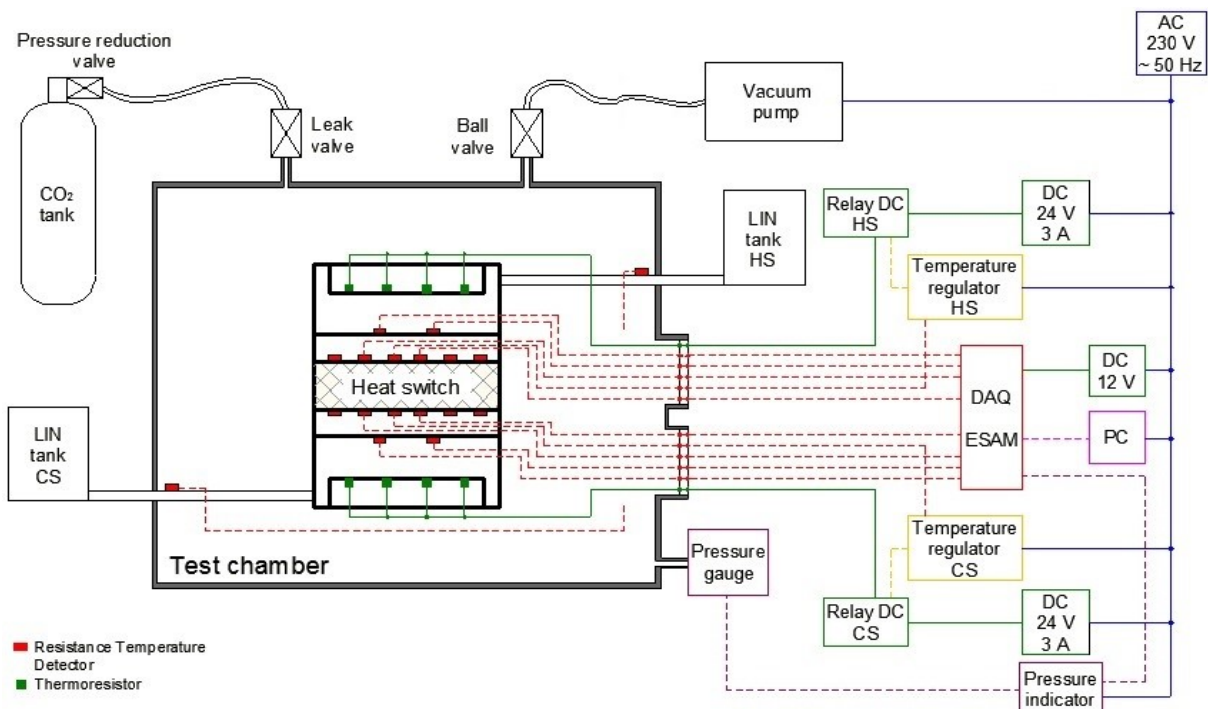 Pressure reduction
valve
CO₂
tank
Leak
valve
Ball
valve
Vacuum
pump
AC
230 V
~ 50 Hz
LIN
tank
HS
Relay DC
HS
DC
24 V
3 A
Temperature
regulator
HS
Heat switch
DAQ
ESAM
DC
12 V
PC
LIN
tank
CS
Test chamber
Pressure
gauge
Temperature
regulator
CS
Relay DC
CS
DC
24 V
3 A
Pressure
indicator
Resistance Temperature
Detector
Thermoresistor